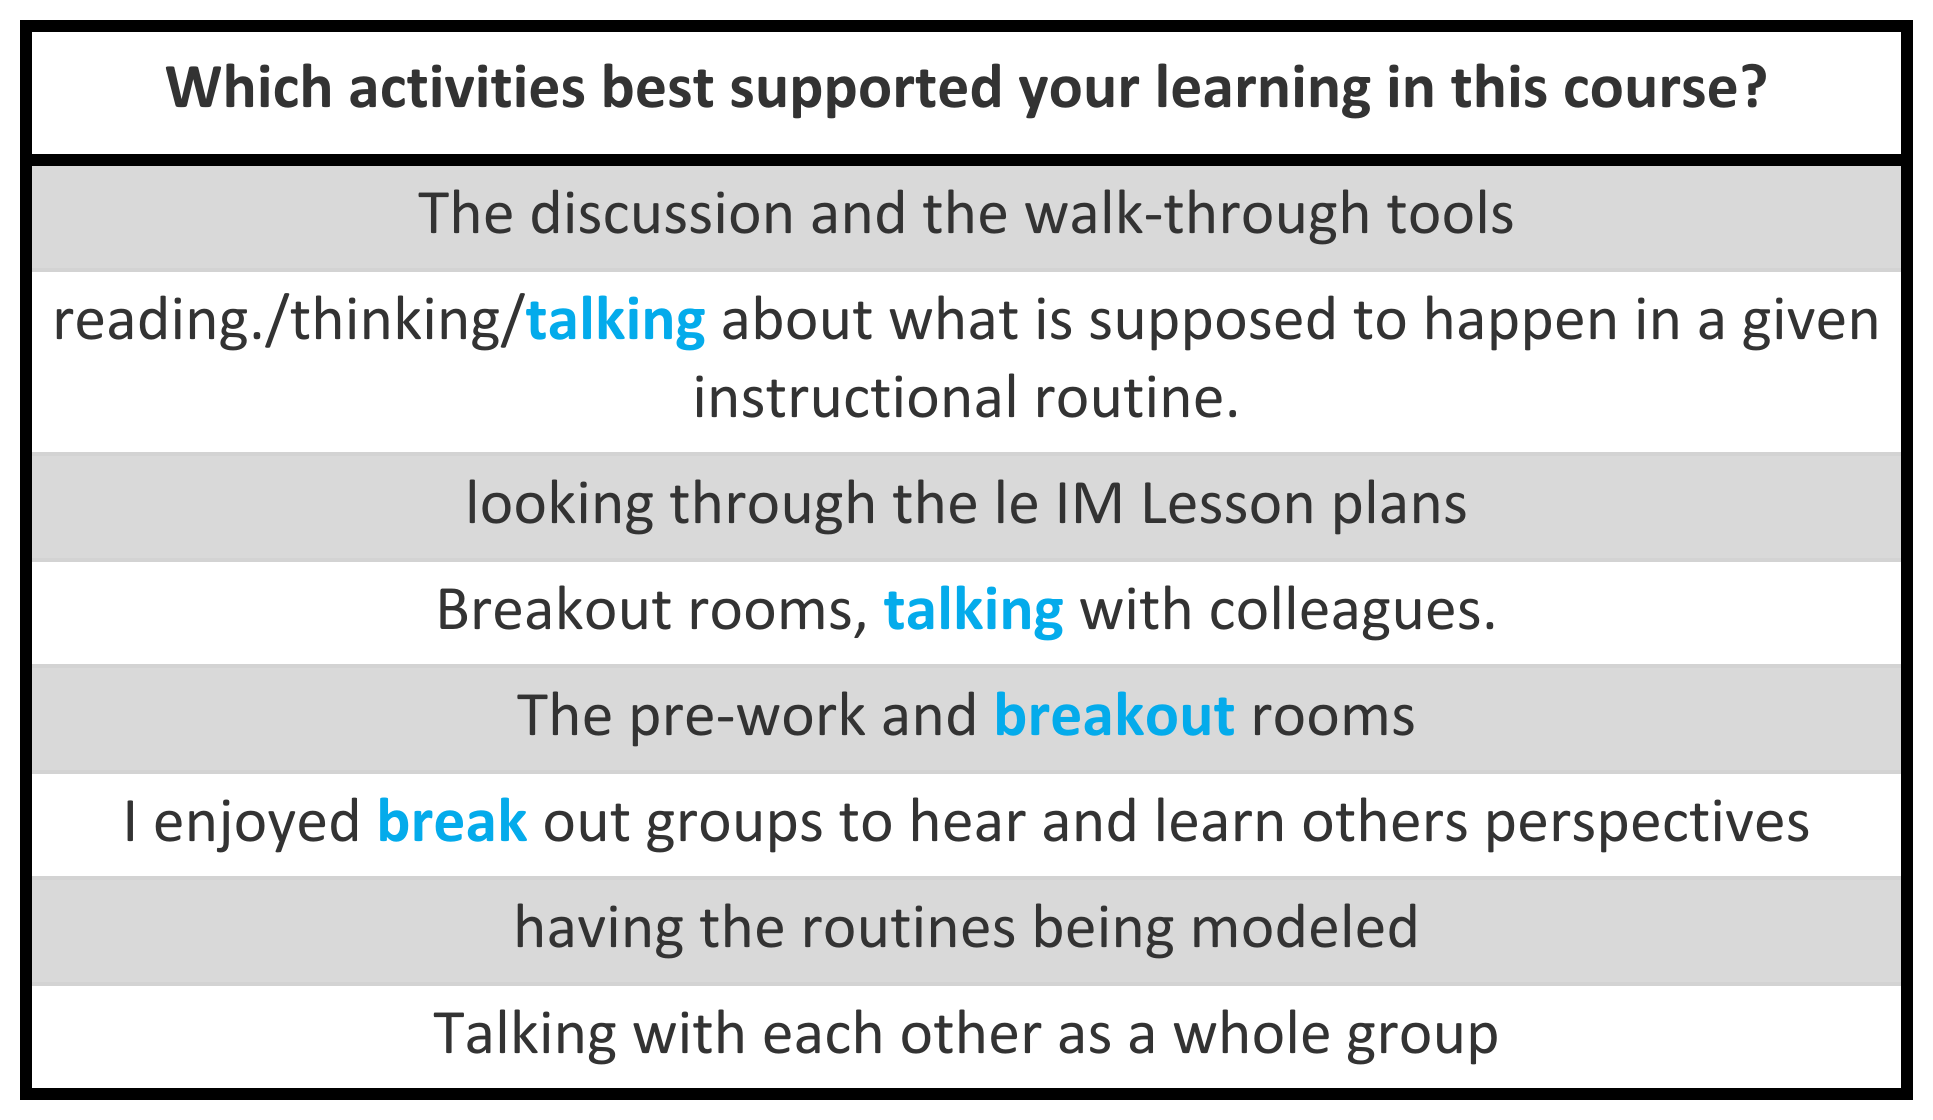 Which activities best supported your learning in this course?
The discussion and the walk-through tools
reading./thinking/talking about what is supposed to happen in a given
instructional routine.
looking through the le IM Lesson plans
Breakout rooms, talking with colleagues.
The pre-work and breakout rooms
I enjoyed break out groups to hear and learn others perspectives
having the routines being modeled
Talking with each other as a whole group